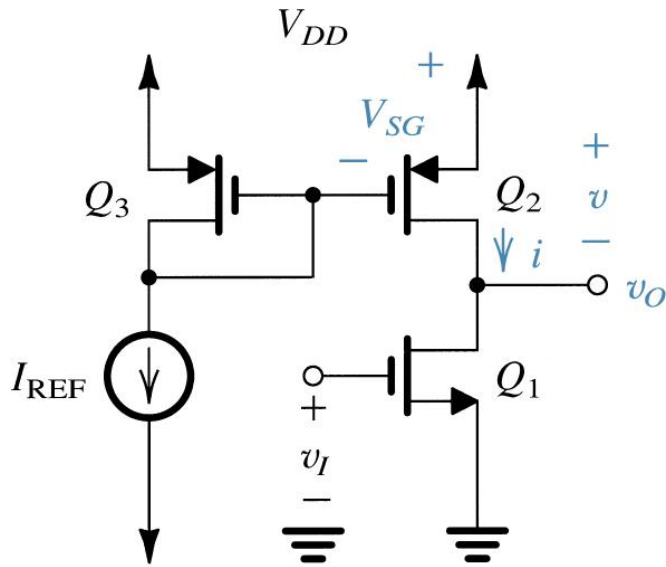 V_DD
+
V_SG
−
+
v
−
Q_3
Q_2
i
v_O
I_REF
Q_1
+
v_I
−